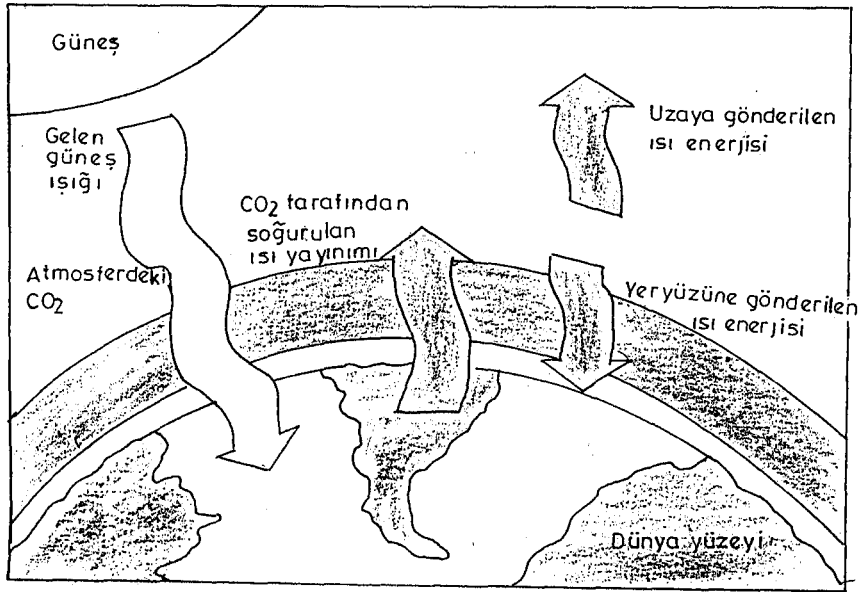 Güneş
Gelen
güneş
ışığı
Uzaya gönderilen
ısı enerjisi
CO₂ tarafından
soğutulan
ısı yayınımı
Atmosferdeki
CO₂
Yeryüzüne gönderilen
ısı enerjisi
Dünya yüzeyi